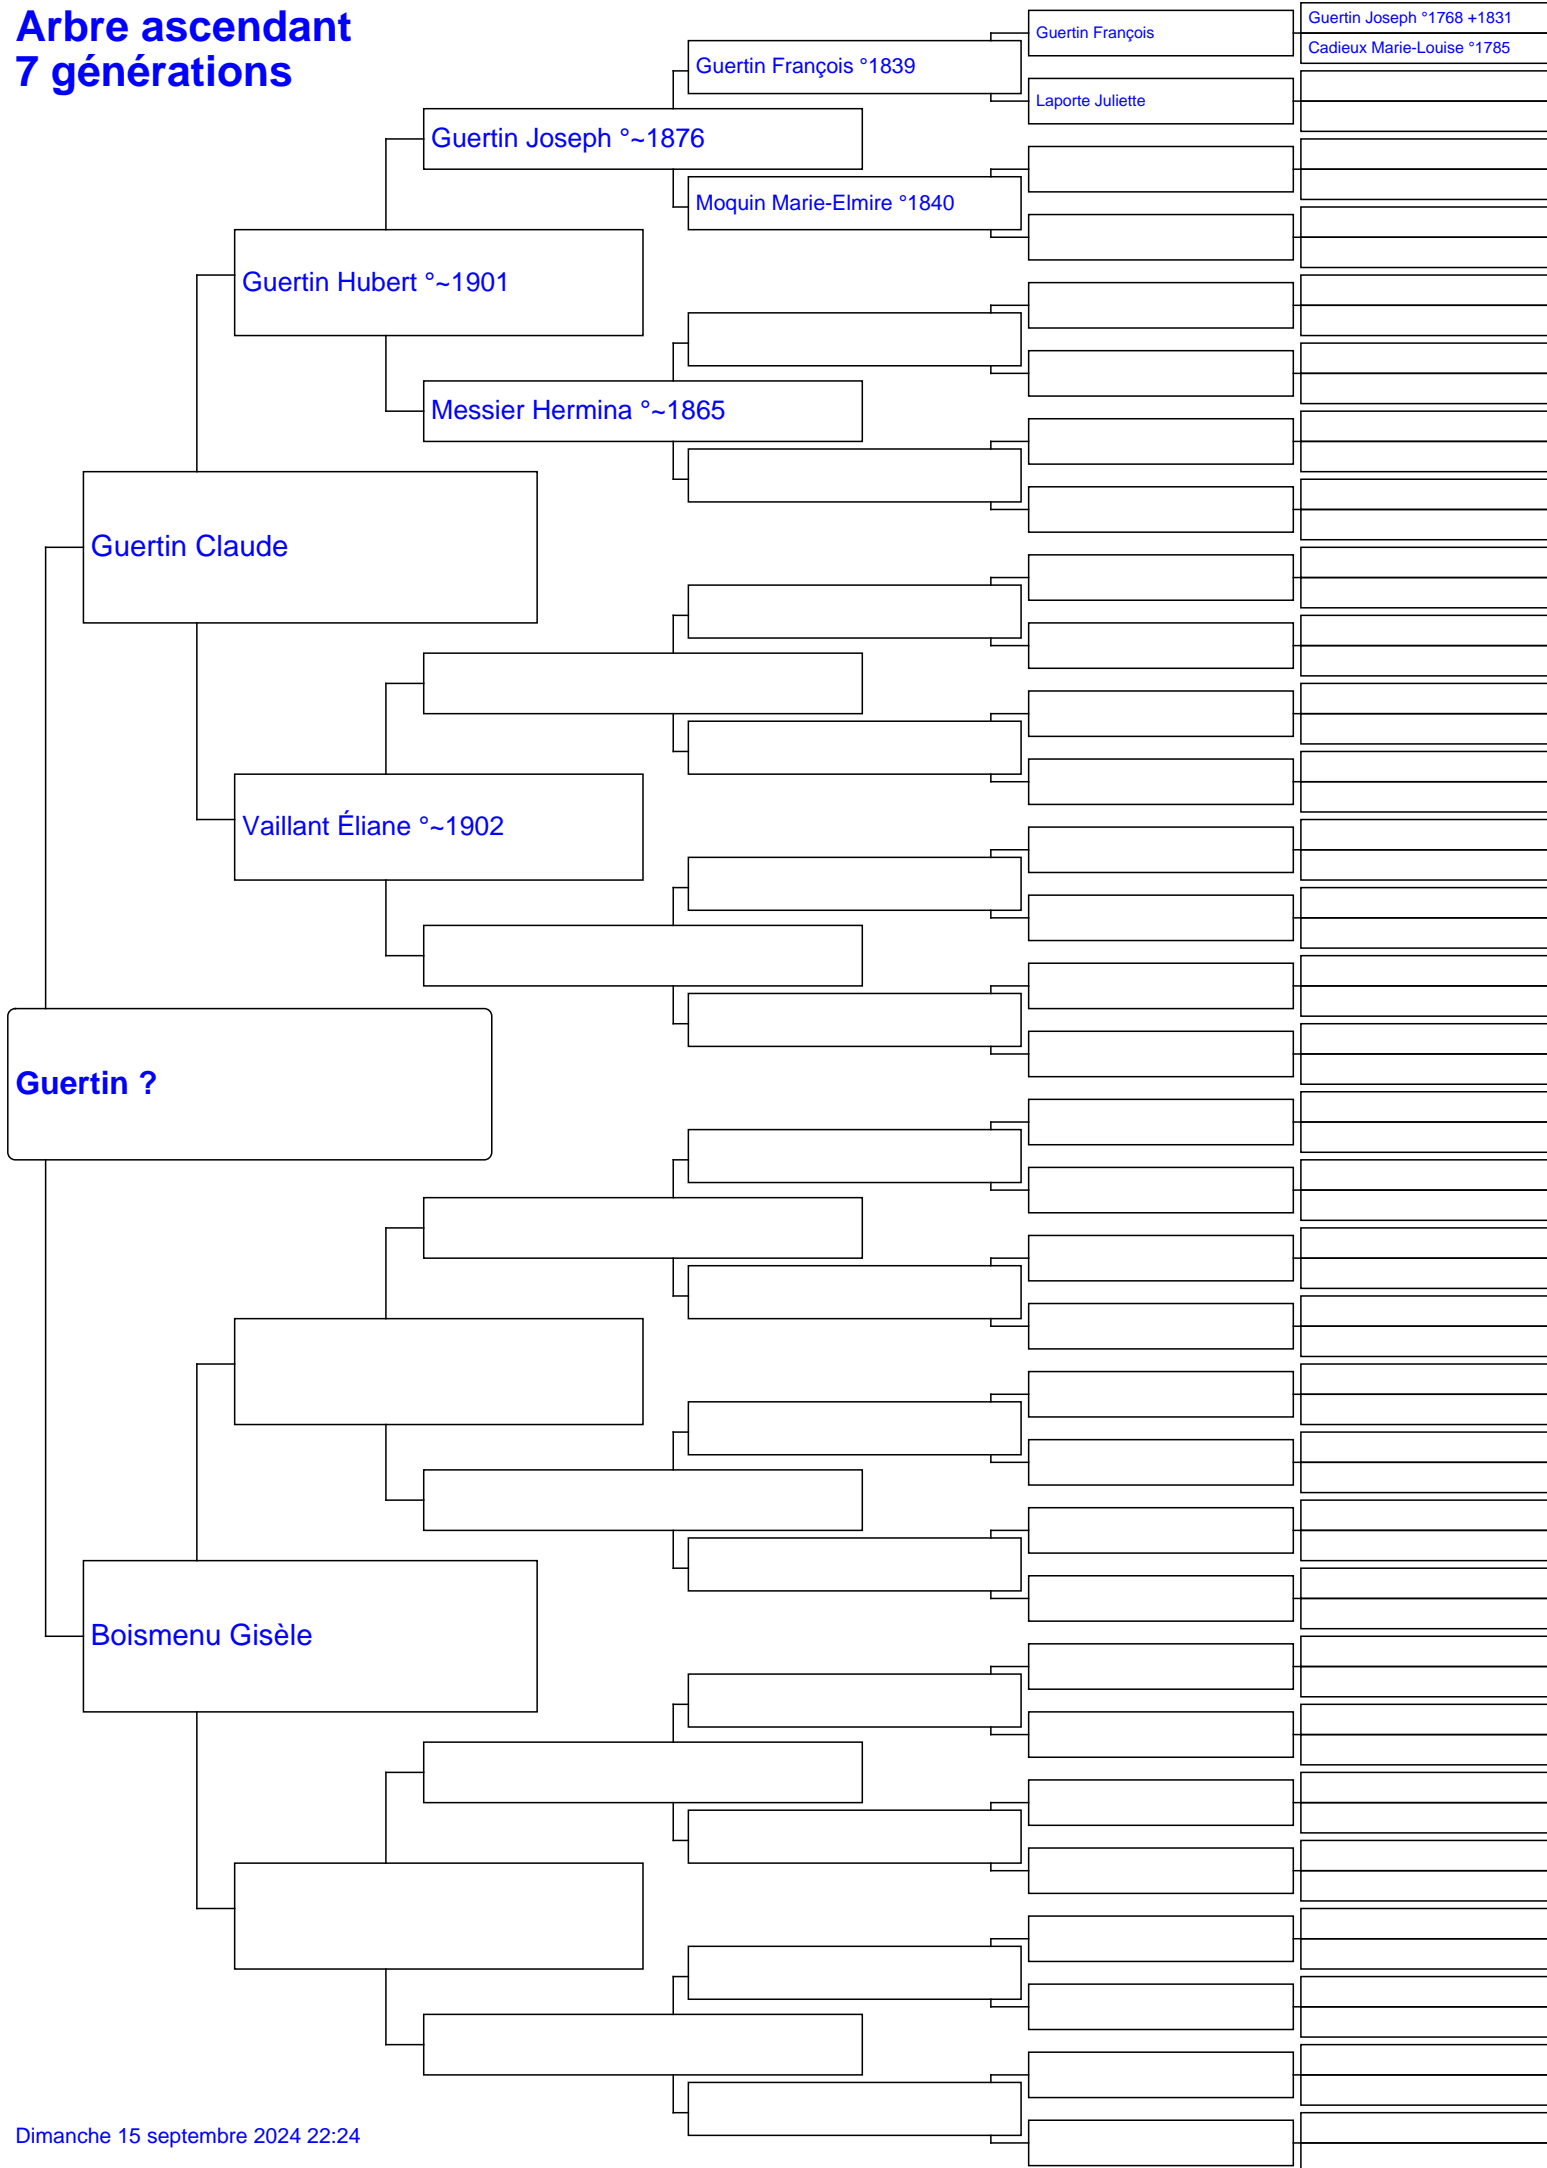 Arbre ascendant
7 générations
Guertin Joseph °1768 +1831
Guertin François
Cadieux Marie-Louise °1785
Guertin François °1839
Laporte Juliette
Guertin Joseph °~1876
Moquin Marie-Elmire °1840
Guertin Hubert °~1901
Messier Hermina °~1865
Guertin Claude
Vaillant Éliane °~1902
Guertin ?
Boismenu Gisèle
Dimanche 15 septembre 2024 22:24